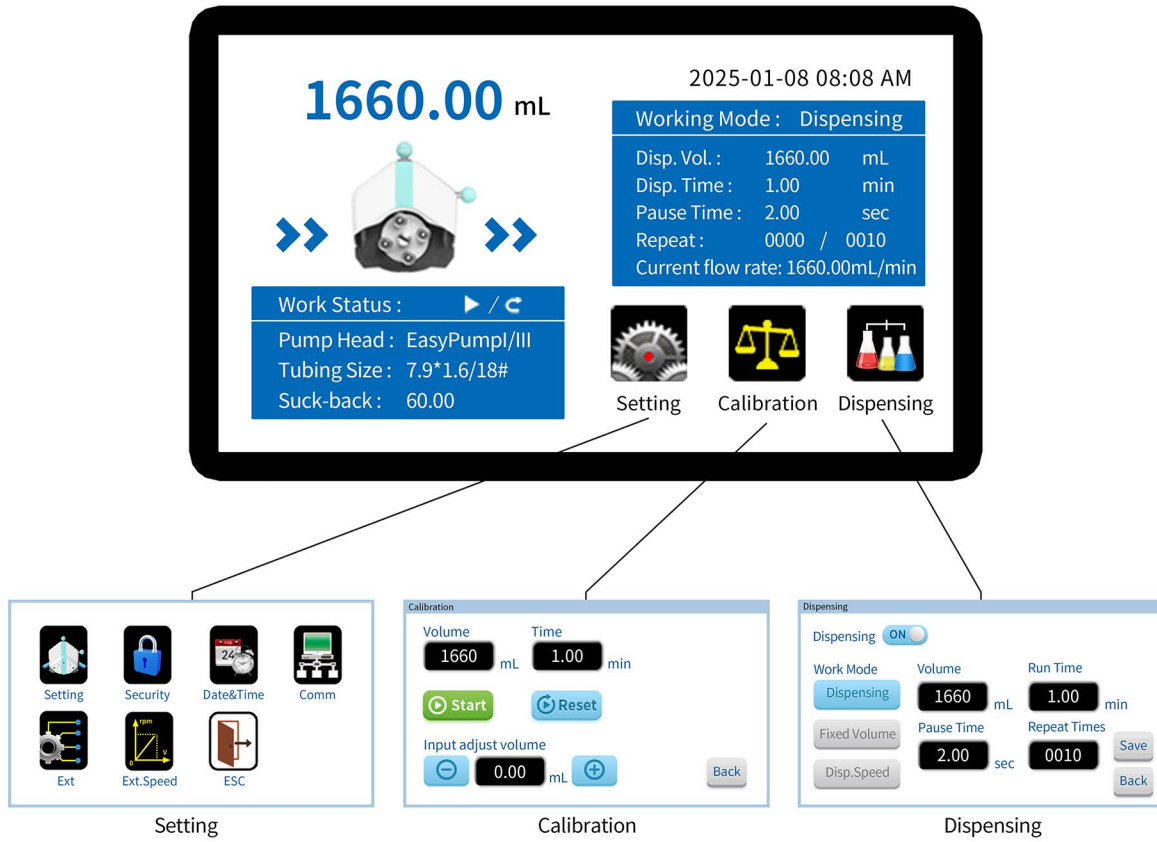 1660.00 mL
2025-01-08 08:08 AM
Working Mode : Dispensing
Disp. Vol. : 1660.00 mL
Disp. Time : 1.00 min
Pause Time : 2.00 sec
Repeat : 0000 / 0010
Current flow rate: 1660.00mL/min
Work Status : /
Pump Head : EasyPumpI/III
Tubing Size : 7.9*1.6/18#
Suck-back : 60.00
Setting
Calibration
Dispensing
Setting
Security
FEB
24
Date&Time
Comm
Ext
rpm
0
V
Ext.Speed
ESC
Setting
Calibration
Volume
Time
1660 mL
1.00 min
Start
Reset
Input adjust volume
0.00 mL
Back
Calibration
Dispensing
Dispensing ON
Work Mode
Dispensing
Fixed Volume
Disp.Speed
Volume
1660 mL
Run Time
1.00 min
Pause Time
2.00 sec
Repeat Times
0010
Save
Back
Dispensing